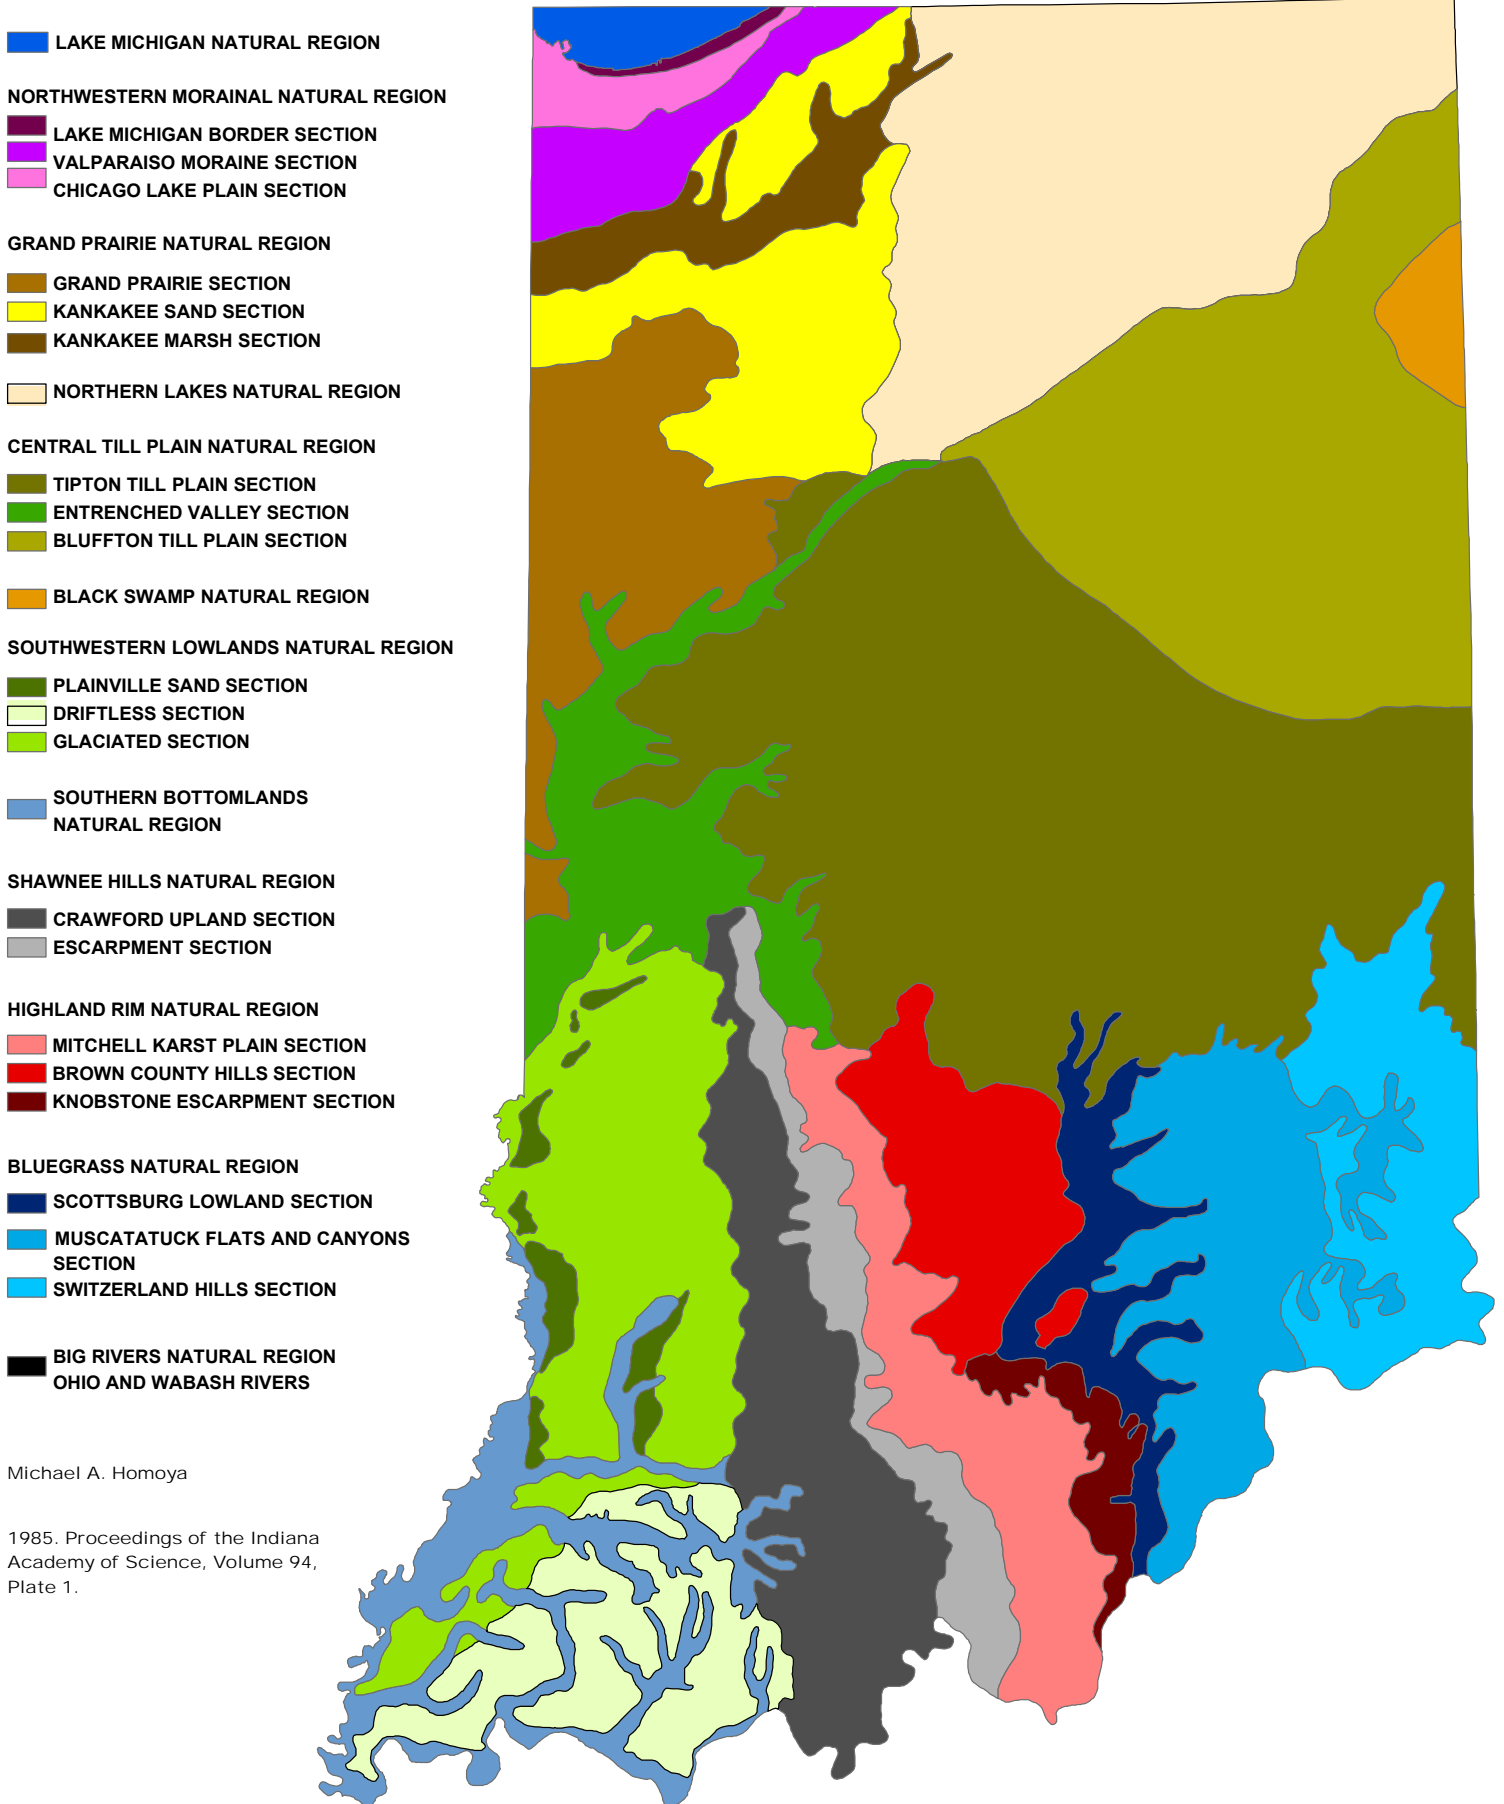 LAKE MICHIGAN NATURAL REGION
NORTHWESTERN MORAINAL NATURAL REGION
LAKE MICHIGAN BORDER SECTION
VALPARAISO MORAINE SECTION
CHICAGO LAKE PLAIN SECTION
GRAND PRAIRIE NATURAL REGION
GRAND PRAIRIE SECTION
KANKAKEE SAND SECTION
KANKAKEE MARSH SECTION
NORTHERN LAKES NATURAL REGION
CENTRAL TILL PLAIN NATURAL REGION
TIPTON TILL PLAIN SECTION
ENTRENCHED VALLEY SECTION
BLUFFTON TILL PLAIN SECTION
BLACK SWAMP NATURAL REGION
SOUTHWESTERN LOWLANDS NATURAL REGION
PLAINVILLE SAND SECTION
DRIFTLESS SECTION
GLACIATED SECTION
SOUTHERN BOTTOMLANDS
NATURAL REGION
SHAWNEE HILLS NATURAL REGION
CRAWFORD UPLAND SECTION
ESCARPMENT SECTION
HIGHLAND RIM NATURAL REGION
MITCHELL KARST PLAIN SECTION
BROWN COUNTY HILLS SECTION
KNOBSTONE ESCARPMENT SECTION
BLUEGRASS NATURAL REGION
SCOTTSBURG LOWLAND SECTION
MUSCATATUCK FLATS AND CANYONS
SECTION
SWITZERLAND HILLS SECTION
BIG RIVERS NATURAL REGION
OHIO AND WABASH RIVERS
Michael A. Homoya
1985. Proceedings of the Indiana
Academy of Science, Volume 94,
Plate 1.